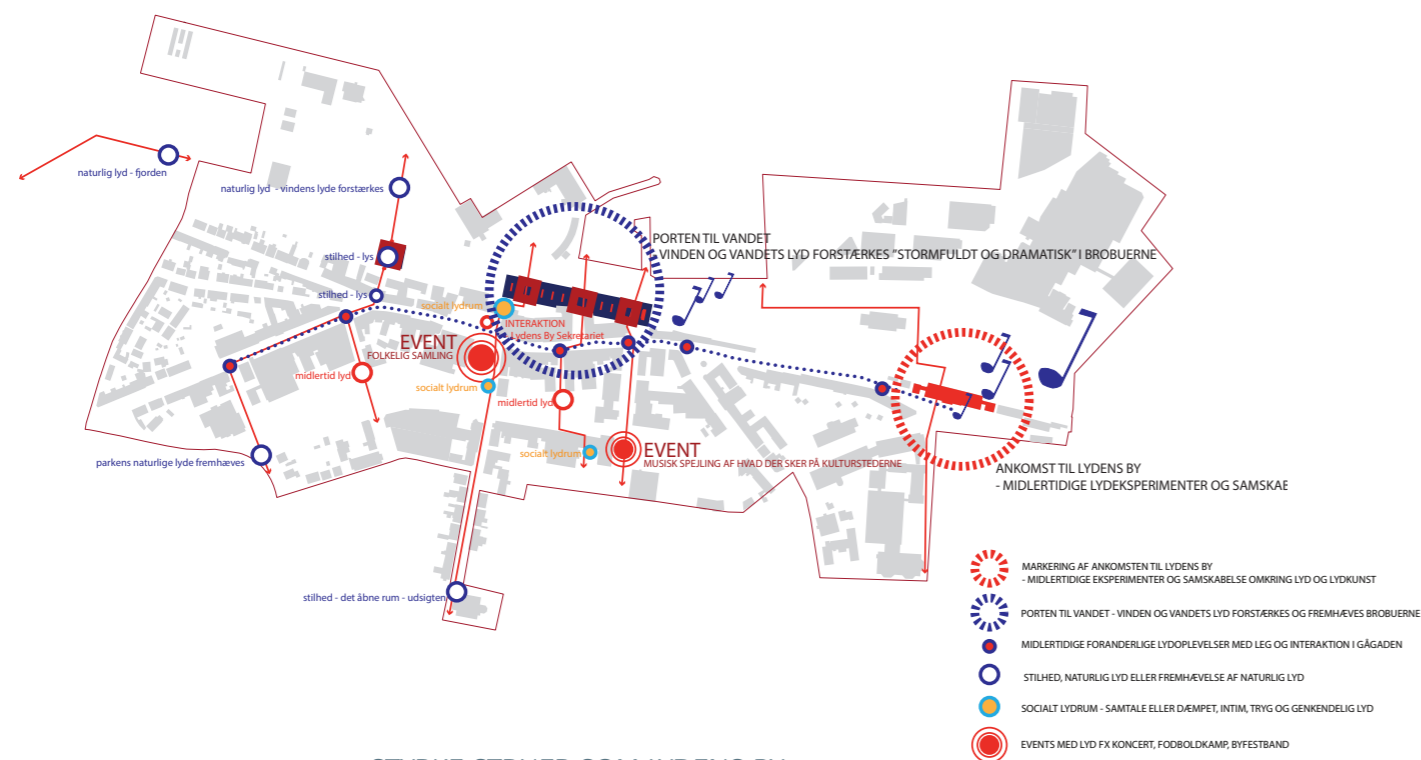 naturlig lyd - fjorden
naturlig lyd - vindens lyde forstærkes
stilhed - lys
stilhed - lys
PORTEN TIL VANDET
- VINDEN OG VANDETS LYD FORSTÆRKES "STORMFULDT OG DRAMATISK" I BROBUERNE
socialt lydrum
INTERAKTION
Lydens By Sekretariet
EVENT
FOLKELIG SAMLING
midlertid lyd
socialt lydrum
midlertid lyd
socialt lydrum
EVENT
MUSISK SPEJLING AF HVAD DER SKER PÅ KULTURSTEDERNE
parkens naturlige lyde fremhæves
ANKOMST TIL LYDENS BY
- MIDLERTIDIGE LYDEKSPERIMENTER OG SAMSKAE
stilhed - det åbne rum - udsigten
MARKERING AF ANKOMSTEN TIL LYDENS BY
- MIDLERTIDIGE EKSPERIMENTER OG SAMSKABELSE OMKRING LYD OG LYDKUNST
PORTEN TIL VANDET - VINDEN OG VANDETS LYD FORSTÆRKES OG FREMHÆVES BROBUERNE
MIDLERTIDIGE FORANDERLIGE LYDOPLEVELSER MED LEG OG INTERAKTION I GÅGADEN
STILHED, NATURLIG LYD ELLER FREMHÆVELSE AF NATURLIG LYD
SOCIALT LYDRUM - SAMTALE ELLER DÆMPET, INTIM, TRYG OG GENKENDELIG LYD
EVENTS MED LYD FX KONCERT, FODBOLDKAMP, BYFESTBAND